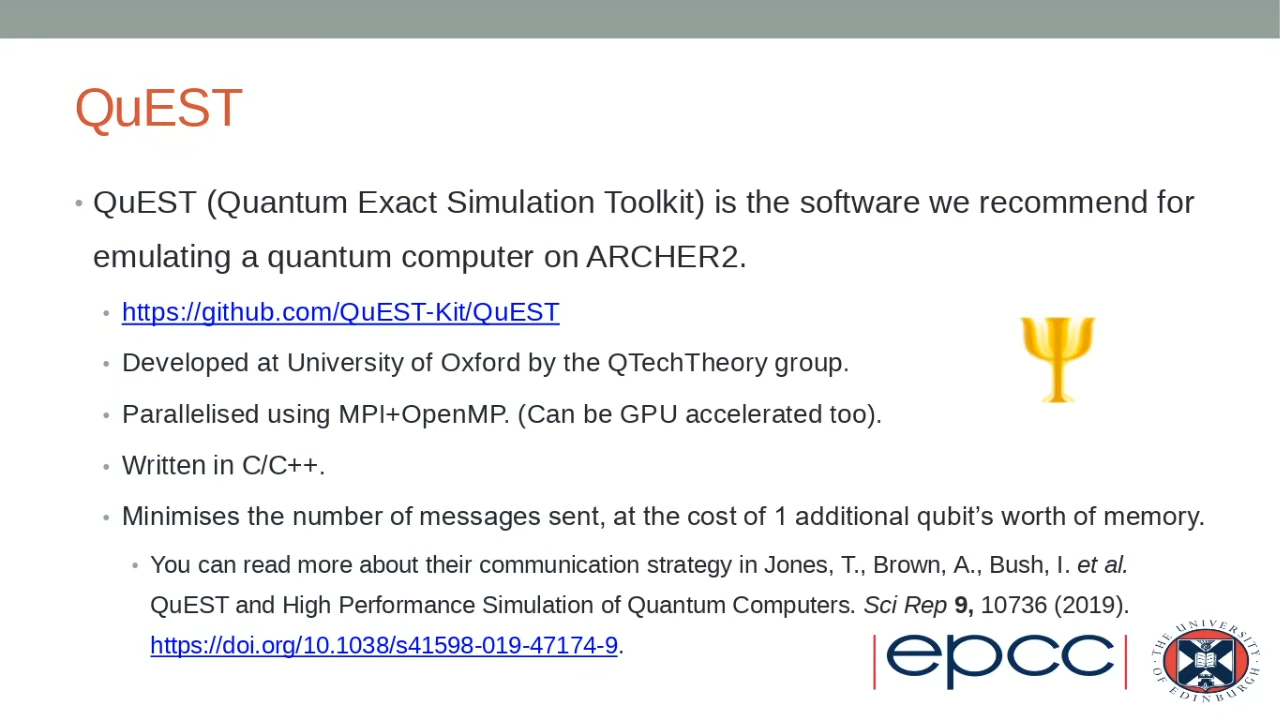 QuEST
• QuEST (Quantum Exact Simulation Toolkit) is the software we recommend for
emulating a quantum computer on ARCHER2.
• https://github.com/QuEST-Kit/QuEST
• Developed at University of Oxford by the QTechTheory group.
• Parallelised using MPI+OpenMP. (Can be GPU accelerated too).
• Written in C/C++.
• Minimises the number of messages sent, at the cost of 1 additional qubit’s worth of memory.
• You can read more about their communication strategy in Jones, T., Brown, A., Bush, I. et al.
QuEST and High Performance Simulation of Quantum Computers. Sci Rep 9, 10736 (2019).
https://doi.org/10.1038/s41598-019-47174-9.
epcc
THE UNIVERSITY OF EDINBURGH